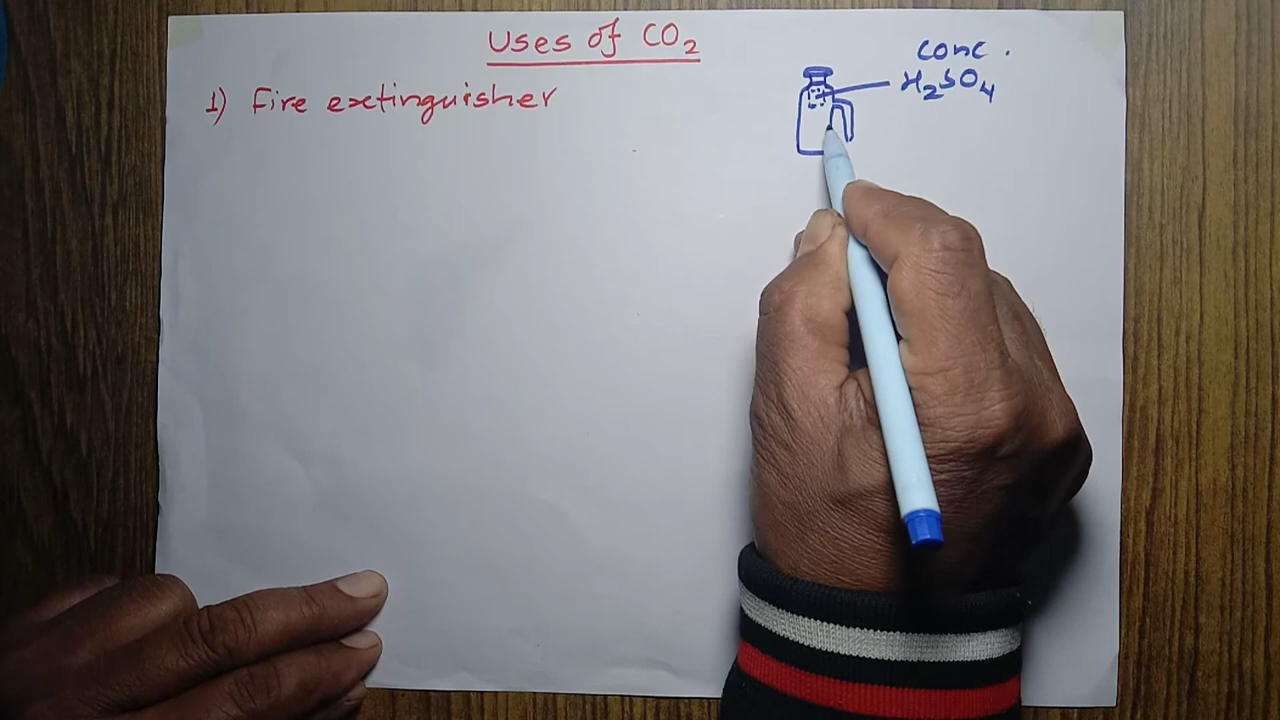 Uses of CO2
1) Fire extinguisher
conc.
H2SO4